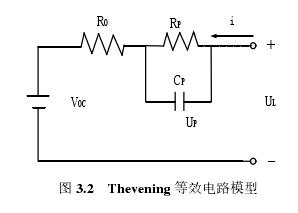 R0
RP
i
+
CP
VOC
UL
UP
−
图 3.2 Thevening 等效电路模型